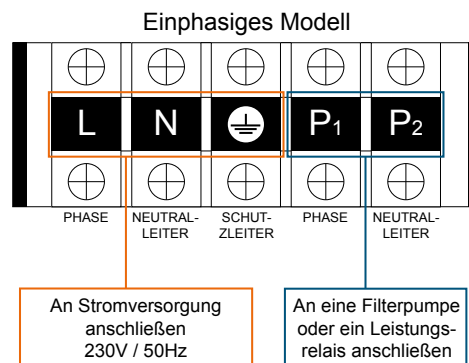 Einphasiges Modell
L N P1 P2
PHASE NEUTRAL- SCHUT- PHASE NEUTRAL-
LEITER ZLEITER LEITER
An Stromversorgung
anschließen
230V / 50Hz
An eine Filterpumpe
oder ein Leistungs-
relais anschließen